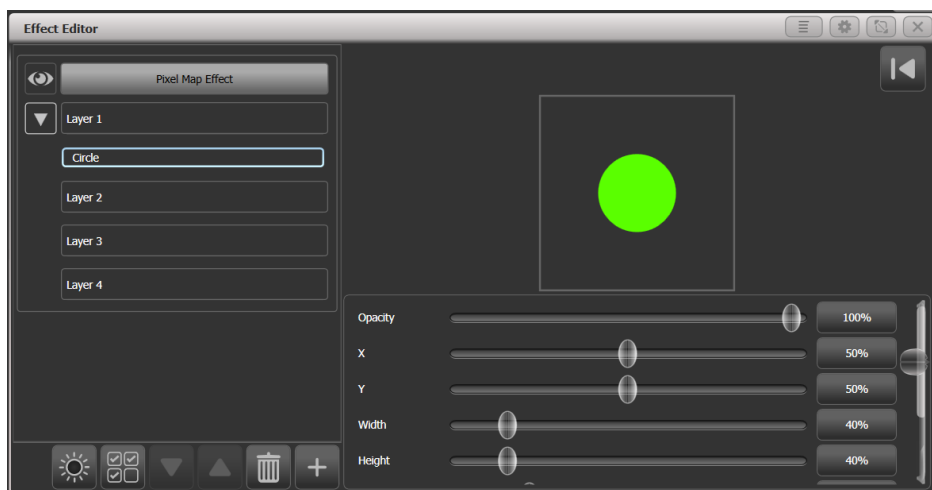 Effect Editor
Pixel Map Effect
Layer 1
Circle
Layer 2
Layer 3
Layer 4
Opacity 100%
X 50%
Y 50%
Width 40%
Height 40%